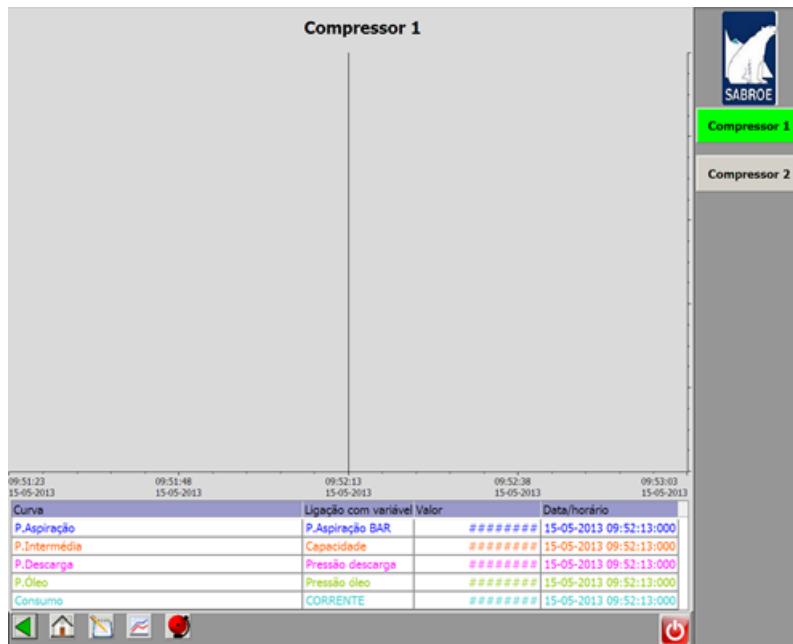 Compressor 1
SABROE
Compressor 1
Compressor 2
09:51:23 09:51:48 09:52:13 09:52:38 09:53:03
15-05-2013 15-05-2013 15-05-2013 15-05-2013 15-05-2013
Curva Ligação com variável Valor Data/horário
P.Aspiração P.Aspiração BAR ######## 15-05-2013 09:52:13:000
P.Intermédia Capacidade ######## 15-05-2013 09:52:13:000
P.Descarga Pressão descarga ######## 15-05-2013 09:52:13:000
P.Óleo Pressão óleo ######## 15-05-2013 09:52:13:000
Consumo CORRENTE ######## 15-05-2013 09:52:13:000